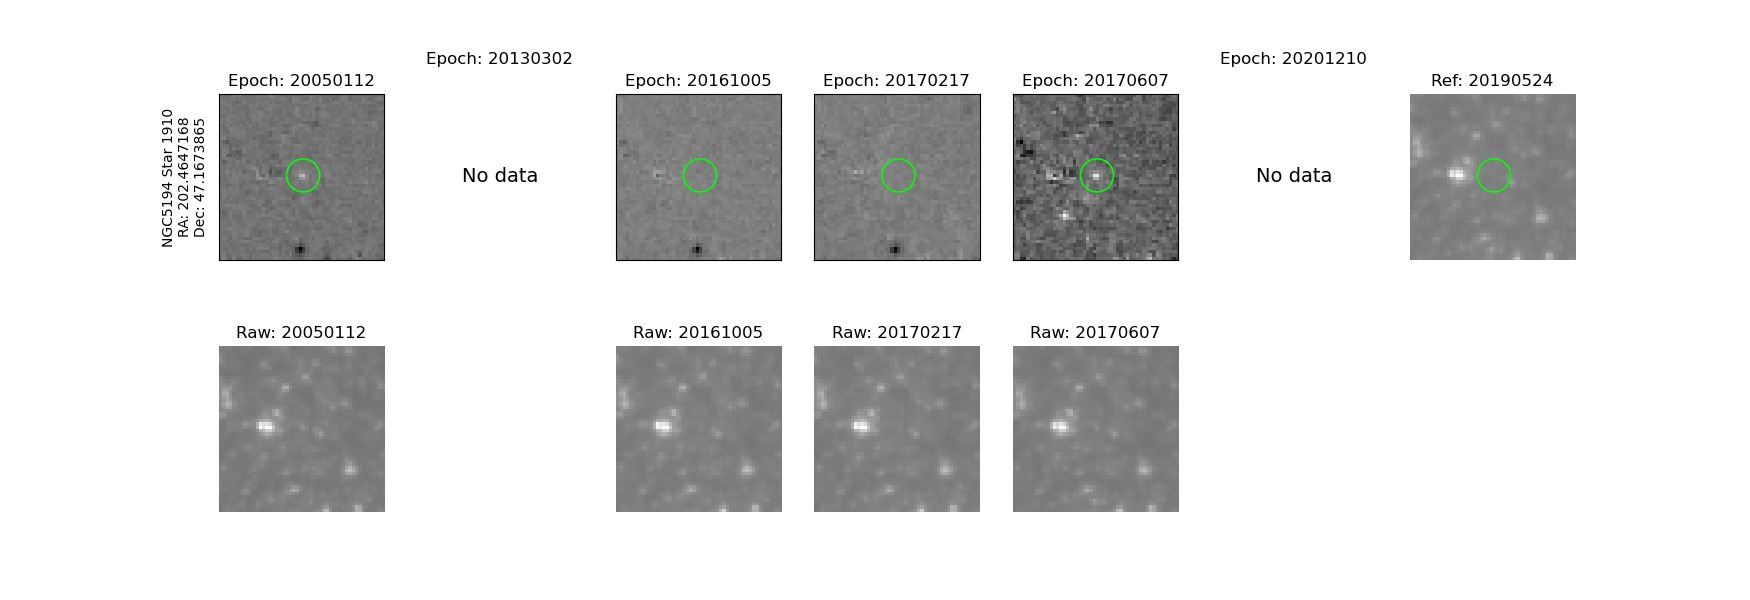 Epoch: 20130302
Epoch: 20201210
Epoch: 20050112
Epoch: 20161005
Epoch: 20170217
Epoch: 20170607
Ref: 20190524
NGC5194 Star 1910
RA: 202.4647168
Dec: 47.1673865
No data
No data
Raw: 20050112
Raw: 20161005
Raw: 20170217
Raw: 20170607